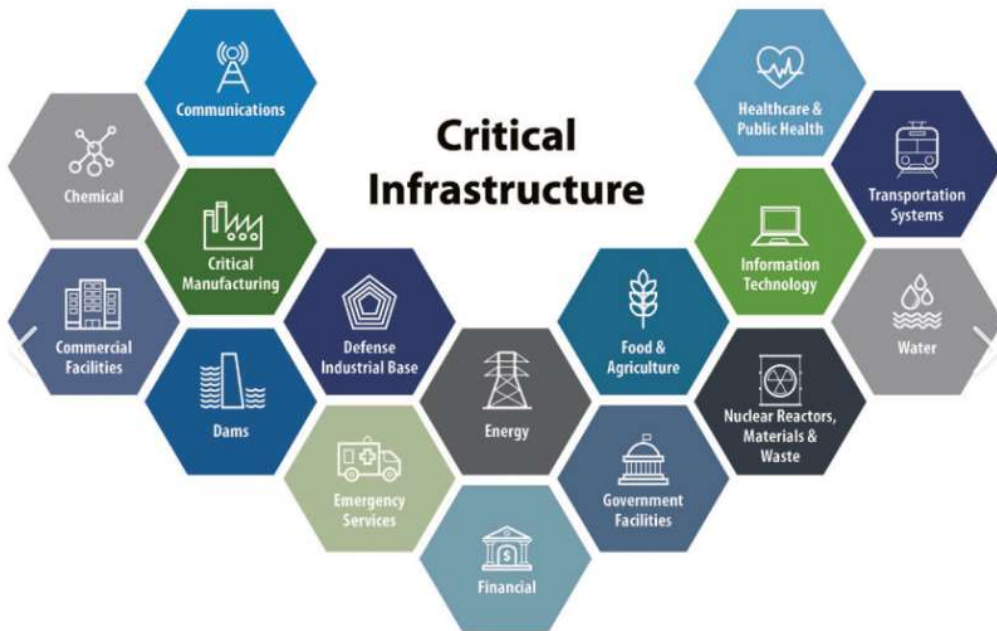 Critical
Infrastructure
Communications
Healthcare &
Public Health
Chemical
Transportation
Systems
Critical
Manufacturing
Information
Technology
Commercial
Facilities
Defense
Industrial Base
Food &
Agriculture
Water
Dams
Energy
Nuclear Reactors,
Materials &
Waste
Emergency
Services
Government
Facilities
$
Financial